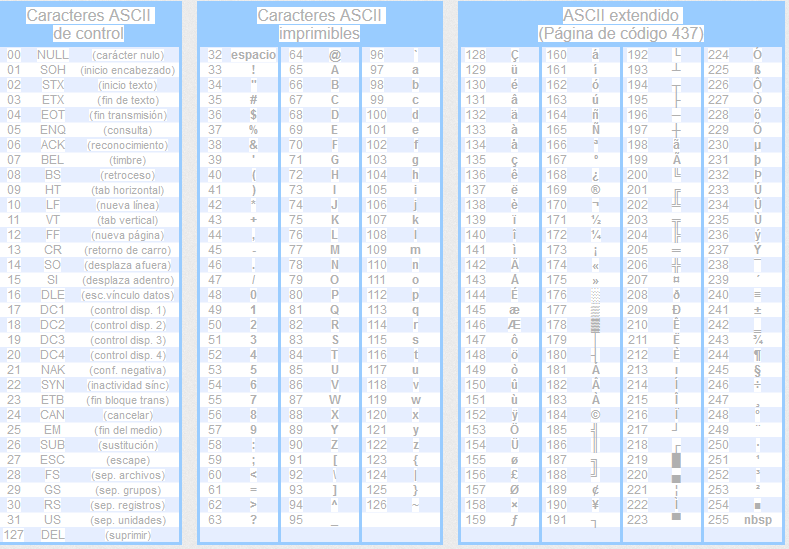 Caracteres ASCII
de control
00 NULL (carácter nulo)
01 SOH (inicio encabezado)
02 STX (inicio texto)
03 ETX (fin de texto)
04 EOT (fin transmisión)
05 ENQ (consulta)
06 ACK (reconocimiento)
07 BEL (timbre)
08 BS (retroceso)
09 HT (tab horizontal)
10 LF (nueva línea)
11 VT (tab vertical)
12 FF (nueva página)
13 CR (retorno de carro)
14 SO (desplaza afuera)
15 SI (desplaza adentro)
16 DLE (esc.vínculo datos)
17 DC1 (control disp. 1)
18 DC2 (control disp. 2)
19 DC3 (control disp. 3)
20 DC4 (control disp. 4)
21 NAK (conf. negativa)
22 SYN (inactividad sínc)
23 ETB (fin bloque trans)
24 CAN (cancelar)
25 EM (fin del medio)
26 SUB (sustitución)
27 ESC (escape)
28 FS (sep. archivos)
29 GS (sep. grupos)
30 RS (sep. registros)
31 US (sep. unidades)
127 DEL (suprimir)
Caracteres ASCII
imprimibles
32 espacio 64 @ 96 `
33 ! 65 A 97 a
34 " 66 B 98 b
35 # 67 C 99 c
36 $ 68 D 100 d
37 % 69 E 101 e
38 & 70 F 102 f
39 ' 71 G 103 g
40 ( 72 H 104 h
41 ) 73 I 105 i
42 * 74 J 106 j
43 + 75 K 107 k
44 , 76 L 108 l
45 - 77 M 109 m
46 . 78 N 110 n
47 / 79 O 111 o
48 0 80 P 112 p
49 1 81 Q 113 q
50 2 82 R 114 r
51 3 83 S 115 s
52 4 84 T 116 t
53 5 85 U 117 u
54 6 86 V 118 v
55 7 87 W 119 w
56 8 88 X 120 x
57 9 89 Y 121 y
58 : 90 Z 122 z
59 ; 91 [ 123 {
60 < 92 \ 124 |
61 = 93 ] 125 }
62 > 94 ^ 126 ~
63 ? 95 _
ASCII extendido
(Página de código 437)
128 Ç 160 á 192 └ 224 Ó
129 ü 161 í 193 ┴ 225 ß
130 é 162 ó 194 ┬ 226 Ô
131 â 163 ú 195 ├ 227 Ò
132 ä 164 ñ 196 ─ 228 õ
133 à 165 Ñ 197 ┼ 229 Õ
134 å 166 ª 198 ã 230 µ
135 ç 167 º 199 Ã 231 þ
136 ê 168 ¿ 200 ╚ 232 Þ
137 ë 169 ® 201 ╔ 233 Ú
138 è 170 ¬ 202 ╩ 234 Û
139 ï 171 ½ 203 ╦ 235 Ù
140 î 172 ¼ 204 ╠ 236 ý
141 ì 173 ¡ 205 ═ 237 Ý
142 Ä 174 « 206 ╬ 238 ¯
143 Å 175 » 207 ¤ 239 ´
144 É 176 ░ 208 ð 240 ≡
145 æ 177 ▒ 209 Ð 241 ±
146 Æ 178 ▓ 210 Ê 242 ‗
147 ô 179 │ 211 Ë 243 ¾
148 ö 180 ┤ 212 È 244 ¶
149 ò 181 Á 213 ı 245 §
150 û 182 Â 214 Í 246 ÷
151 ù 183 À 215 Î 247 ¸
152 ÿ 184 © 216 Ï 248 °
153 Ö 185 ╣ 217 ┘ 249 ¨
154 Ü 186 ║ 218 ┌ 250 ·
155 ø 187 ╗ 219 █ 251 ¹
156 £ 188 ╝ 220 ▄ 252 ³
157 Ø 189 ¢ 221 ¦ 253 ²
158 × 190 ¥ 222 Ì 254 ■
159 ƒ 191 ┐ 223 ▀ 255 nbsp